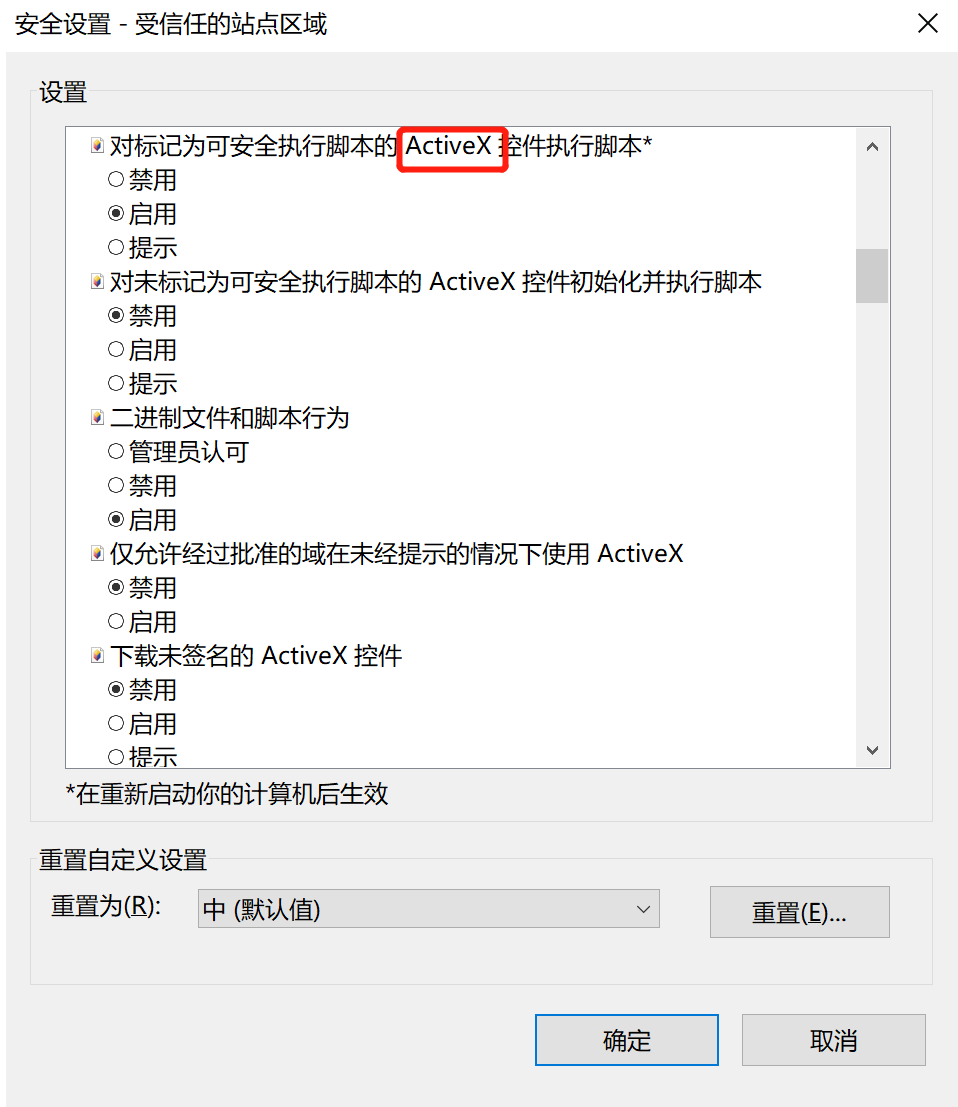 安全设置 - 受信任的站点区域
设置
对标记为可安全执行脚本的 ActiveX 控件执行脚本*
禁用
启用
提示
对未标记为可安全执行脚本的 ActiveX 控件初始化并执行脚本
禁用
启用
提示
二进制文件和脚本行为
管理员认可
禁用
启用
仅允许经过批准的域在未经提示的情况下使用 ActiveX
禁用
启用
下载未签名的 ActiveX 控件
禁用
启用
提示
*在重新启动你的计算机后生效
重置自定义设置
重置为(R): 中 (默认值) 重置(E)...
确定 取消